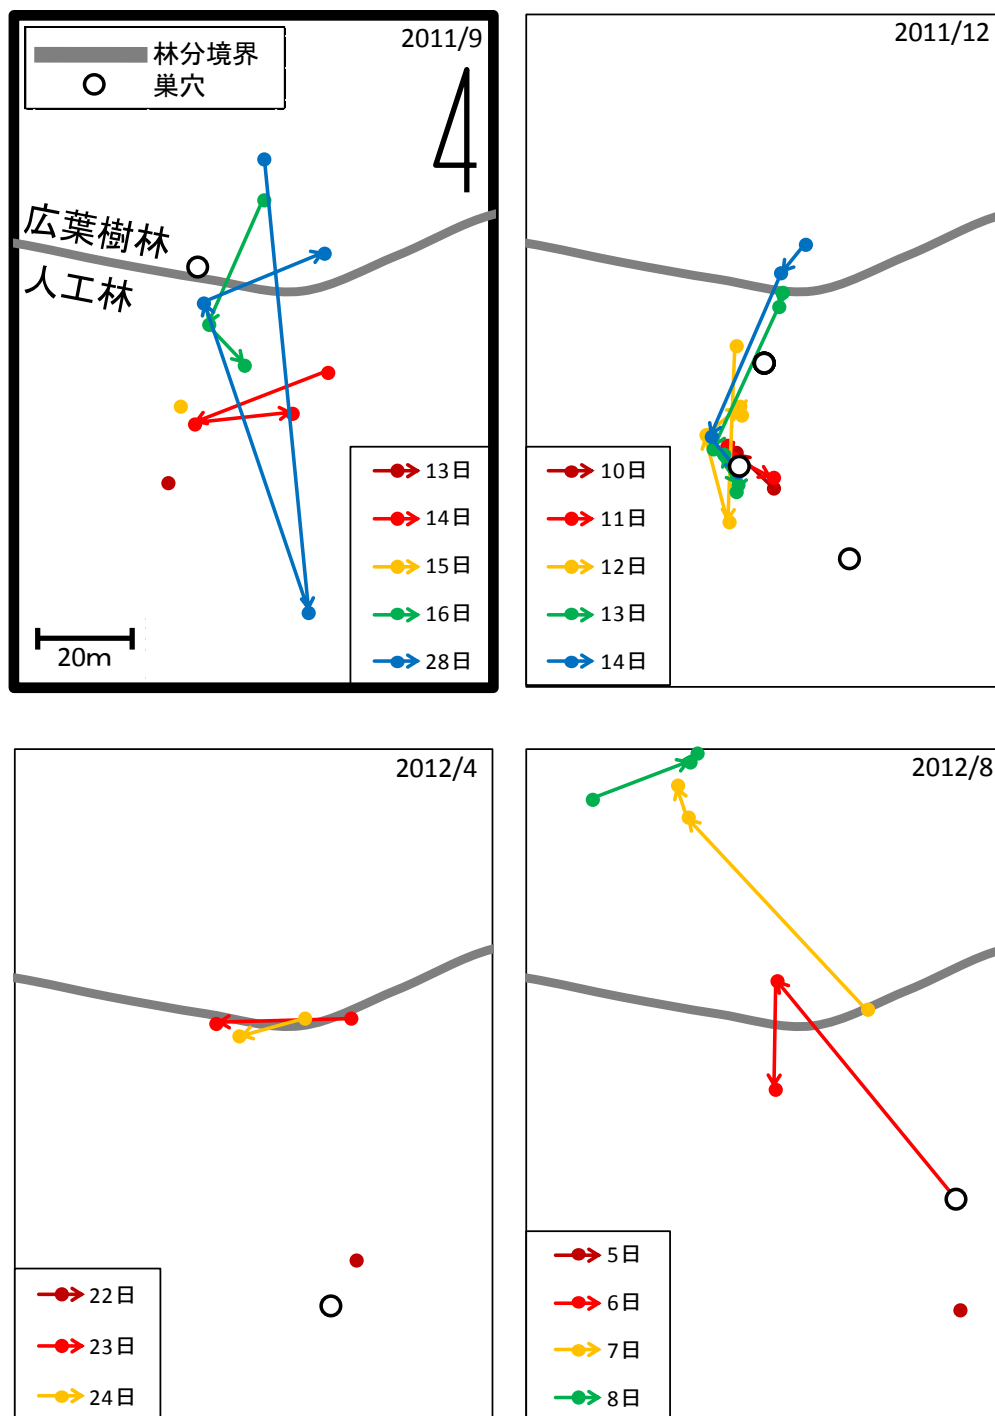 2011/9
林分境界
巣穴
広葉樹林
人工林
13日
14日
15日
16日
28日
20m
2011/12
10日
11日
12日
13日
14日
2012/4
22日
23日
24日
2012/8
5日
6日
7日
8日